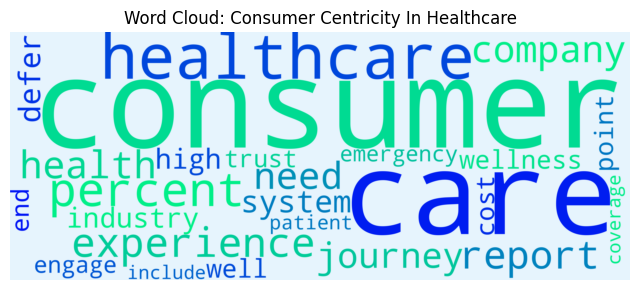 Word Cloud: Consumer Centricity In Healthcare
defer
healthcare
company
consumer
point
health
high
trust
emergency
wellness
percent
need
care
end
system
cost
coverage
industry
patient
experience
journey
report
engage
include
well